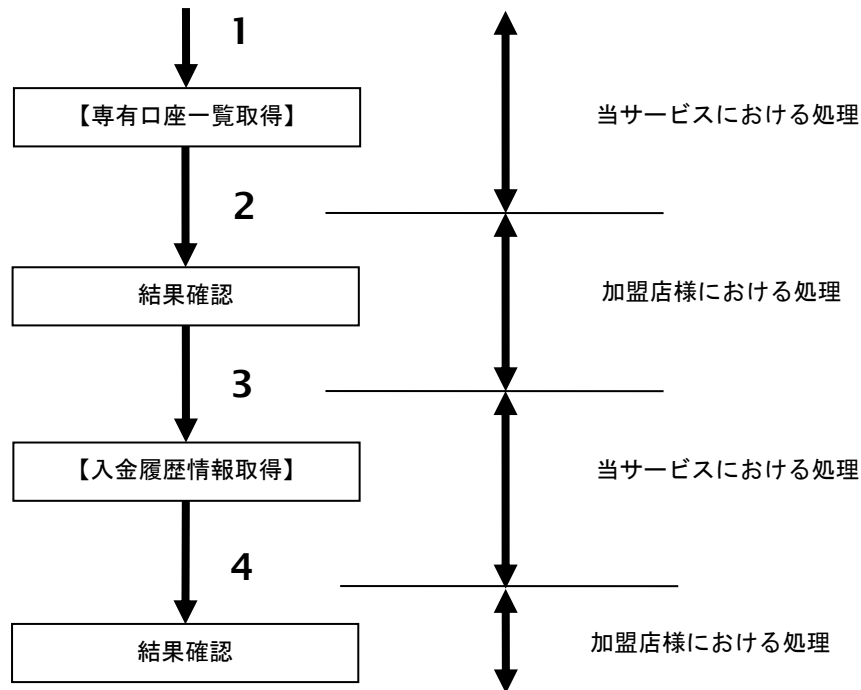 1
【専有口座一覧取得】
当サービスにおける処理
2
結果確認
加盟店様における処理
3
【入金履歴情報取得】
当サービスにおける処理
4
結果確認
加盟店様における処理